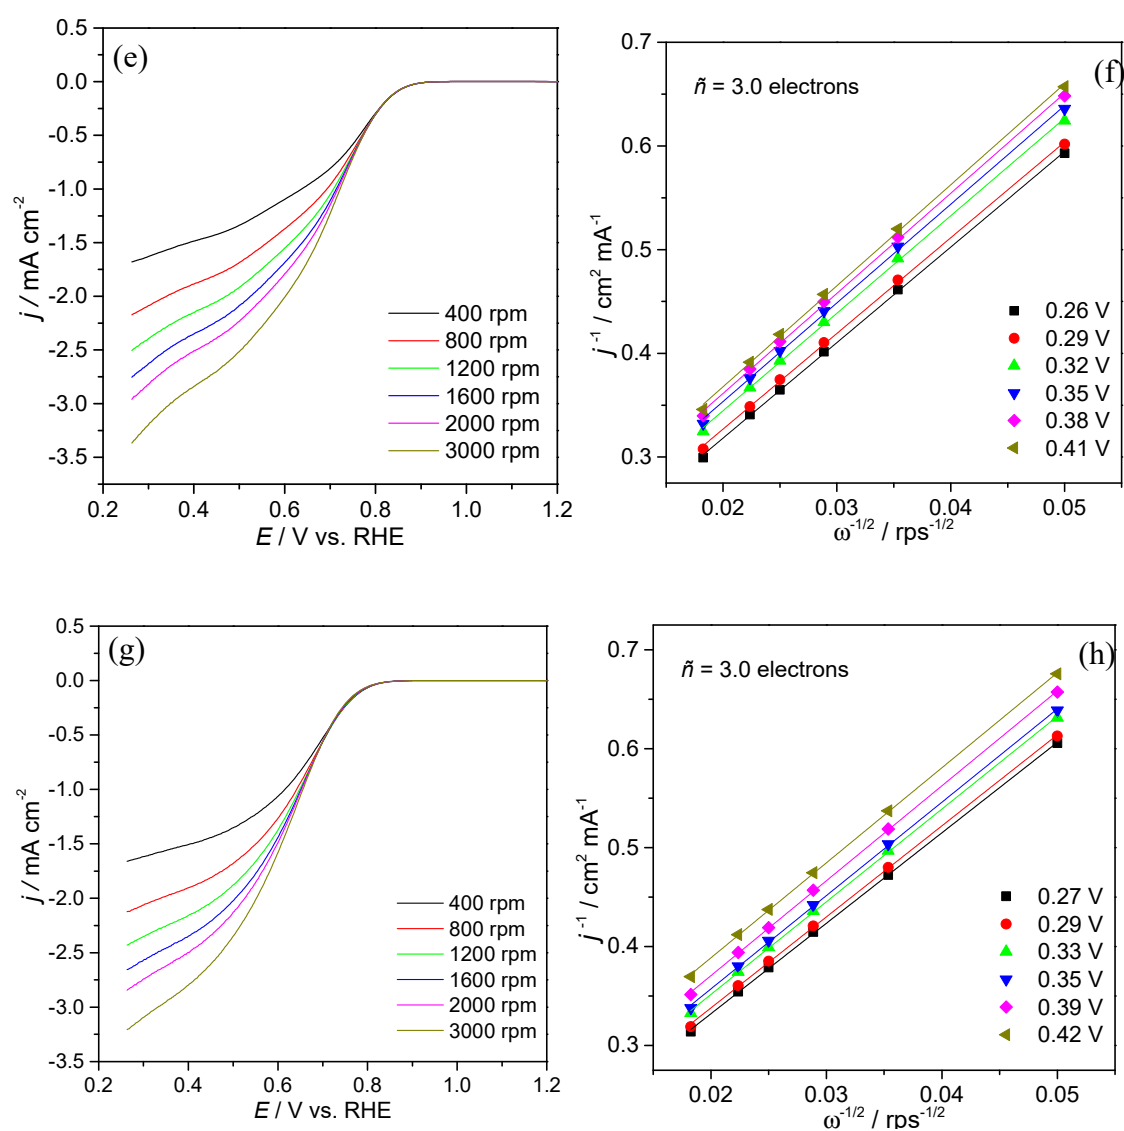 (e)
0.5
0.0
-0.5
-1.0
-1.5
-2.0
-2.5
-3.0
-3.5
j / mA cm-2
400 rpm
800 rpm
1200 rpm
1600 rpm
2000 rpm
3000 rpm
0.2 0.4 0.6 0.8 1.0 1.2
E / V vs. RHE
(f)
ñ = 3.0 electrons
0.7
0.6
0.5
0.4
0.3
j-1 / cm2 mA-1
0.26 V
0.29 V
0.32 V
0.35 V
0.38 V
0.41 V
0.02 0.03 0.04 0.05
ω-1/2 / rps-1/2
(g)
0.5
0.0
-0.5
-1.0
-1.5
-2.0
-2.5
-3.0
-3.5
j / mA cm-2
400 rpm
800 rpm
1200 rpm
1600 rpm
2000 rpm
3000 rpm
0.2 0.4 0.6 0.8 1.0 1.2
E / V vs. RHE
(h)
ñ = 3.0 electrons
0.7
0.6
0.5
0.4
0.3
j-1 / cm2 mA-1
0.27 V
0.29 V
0.33 V
0.35 V
0.39 V
0.42 V
0.02 0.03 0.04 0.05
ω-1/2 / rps-1/2